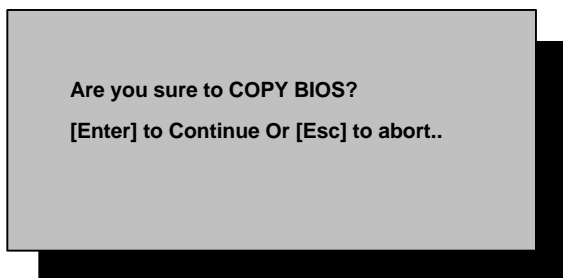 Are you sure to COPY BIOS?
[Enter] to Continue Or [Esc] to abort..